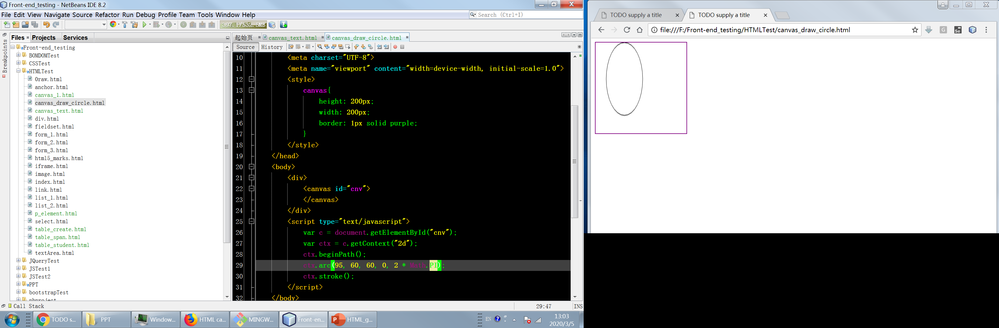 Front-end_testing - NetBeans IDE 8.2
File Edit View Navigate Source Refactor Run Debug Profile Team Tools Window Help
Search (Ctrl+I)
397.1/532.5MB
Files Projects Services
Breakpoints
Front-end_testing
BOMDOMTest
CSSTest
HTMLTest
0raw.html
anchor.html
canvas_1.html
canvas_draw_circle.html
canvas_text.html
div.html
fieldset.html
form_1.html
form_2.html
form_3.html
html5_marks.html
iframe.html
image.html
index.html
link.html
list_1.html
list_2.html
p_element.html
select.html
table_create.html
table_span.html
table_student.html
textArea.html
JQueryTest
JSTest1
JSTest2
PPT
bootstrapTest
nbproject
Call Stack
起始页 canvas_text.html canvas_draw_circle.html
Source History
10 <meta charset="UTF-8">
11 <meta name="viewport" content="width=device-width, initial-scale=1.0">
12 <style>
13 canvas{
14 height: 200px;
15 width: 200px;
16 border: 1px solid purple;
17 }
18 </style>
19 </head>
20 <body>
21 <div>
22 <canvas id="cnv">
23 </canvas>
24 </div>
25 <script type="text/javascript">
26 var c = document.getElementById("cnv");
27 var ctx = c.getContext("2d");
28 ctx.beginPath();
29 ctx.arc(95, 60, 60, 0, 2 * Math.PI);
30 ctx.stroke();
31 </script>
32 </body>
29:47 INS
TODO s... PPT Window... HTML ca... MINGW... Front-en... HTML_g...
EN
13:03
2020/3/5
TODO supply a title TODO supply a title
file:///F:/Front-end_testing/HTMLTest/canvas_draw_circle.html
G Se